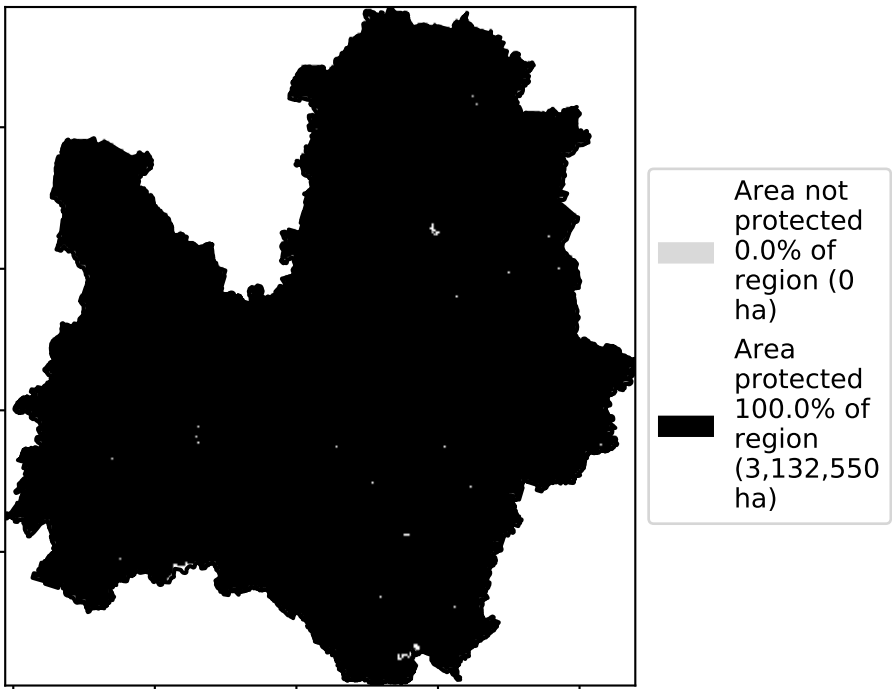 Area not
protected
0.0% of
region (0
ha)
Area
protected
100.0% of
region
(3,132,550
ha)